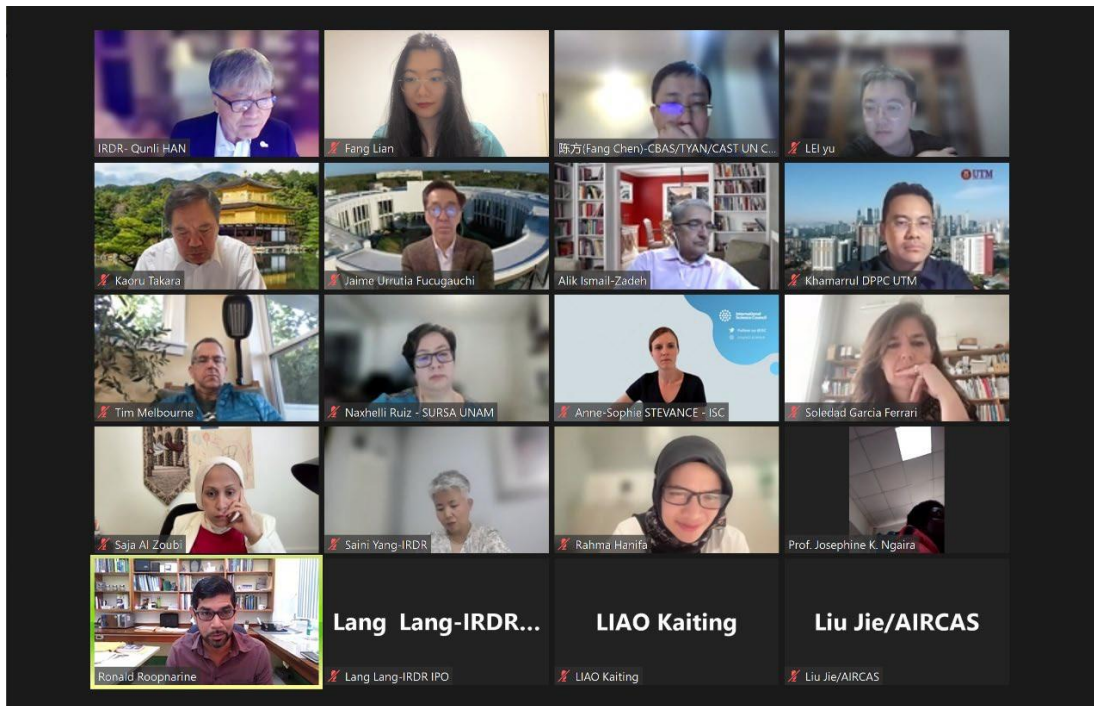 IRDR- Qunli HAN
Fang Lian
陈方(Fang Chen)-CBAS/TYAN/CAST UN C...
LEI yu
UTM
Kaoru Takara
Jaime Urrutia Fucugauchi
Alik Ismail-Zadeh
Khamarrul DPPC UTM
International
Science Council
Tim Melbourne
Naxhelli Ruiz - SURSA UNAM
Anne-Sophie STEVANCE - ISC
Soledad Garcia Ferrari
Saja Al Zoubi
Saini Yang-IRDR
Rahma Hanifa
Prof. Josephine K. Ngaira
Lang Lang-IRDR...
LIAO Kaiting
Liu Jie/AIRCAS
Ronald Roopnarine
Lang Lang-IRDR IPO
LIAO Kaiting
Liu Jie/AIRCAS